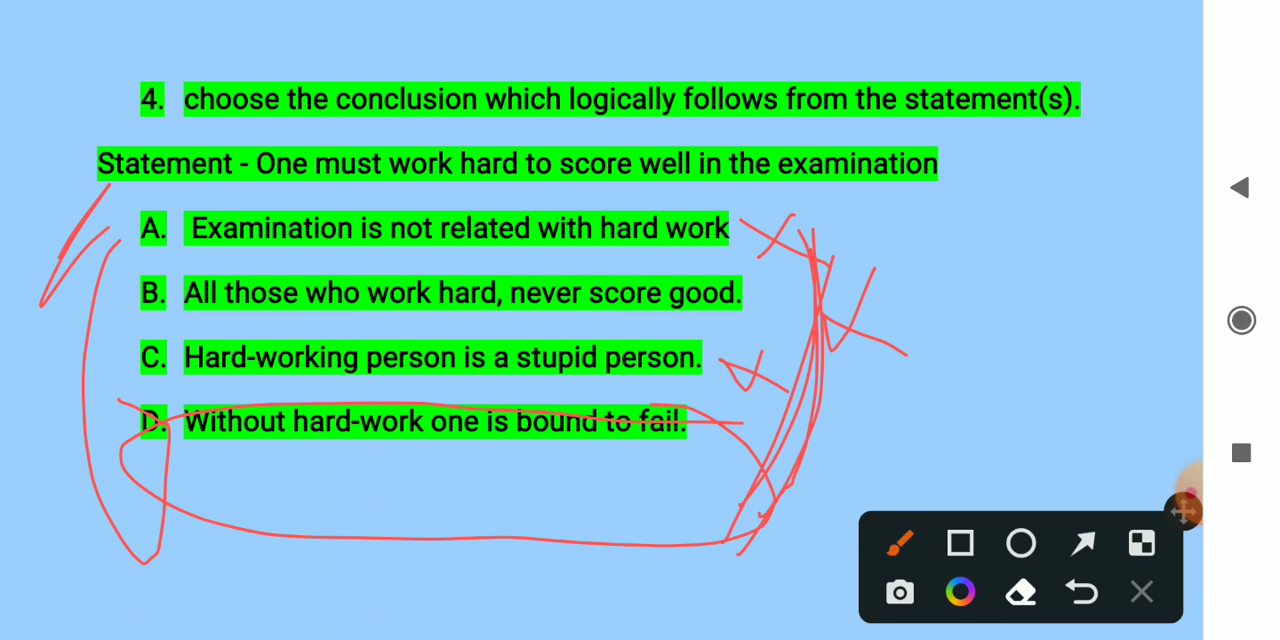 4. choose the conclusion which logically follows from the statement(s).
Statement - One must work hard to score well in the examination
A. Examination is not related with hard work
B. All those who work hard, never score good.
C. Hard-working person is a stupid person.
D. Without hard-work one is bound to fail.